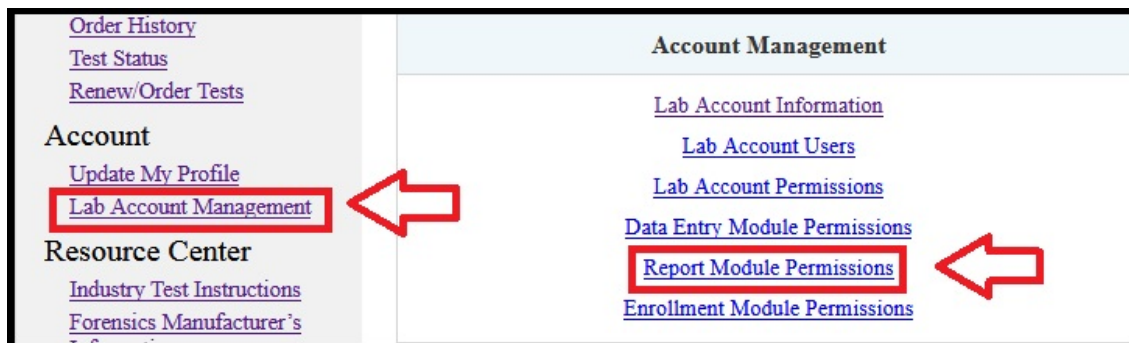 Order History
Test Status
Renew/Order Tests
Account
Update My Profile
Lab Account Management
Resource Center
Industry Test Instructions
Forensics Manufacturer's
Account Management
Lab Account Information
Lab Account Users
Lab Account Permissions
Data Entry Module Permissions
Report Module Permissions
Enrollment Module Permissions